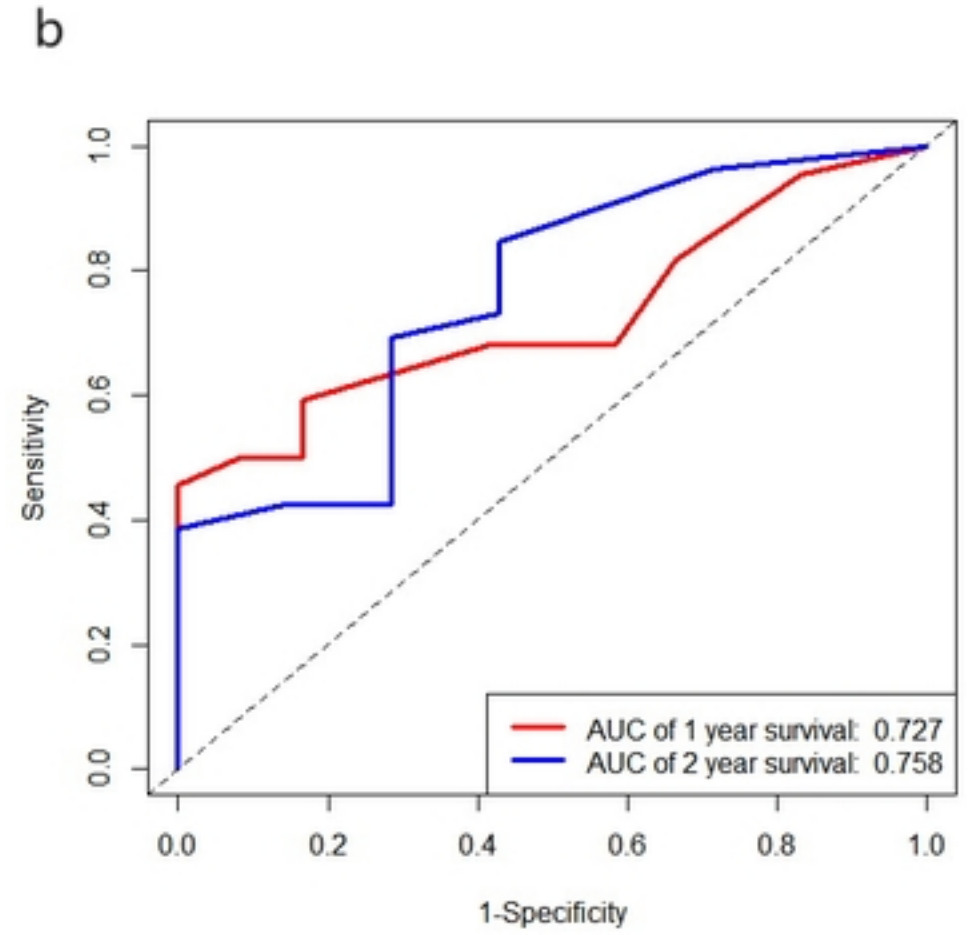 b
1.0
0.8
0.6
0.4
0.2
0.0
Sensitivity
AUC of 1 year survival: 0.727
AUC of 2 year survival: 0.758
0.0 0.2 0.4 0.6 0.8 1.0
1-Specificity